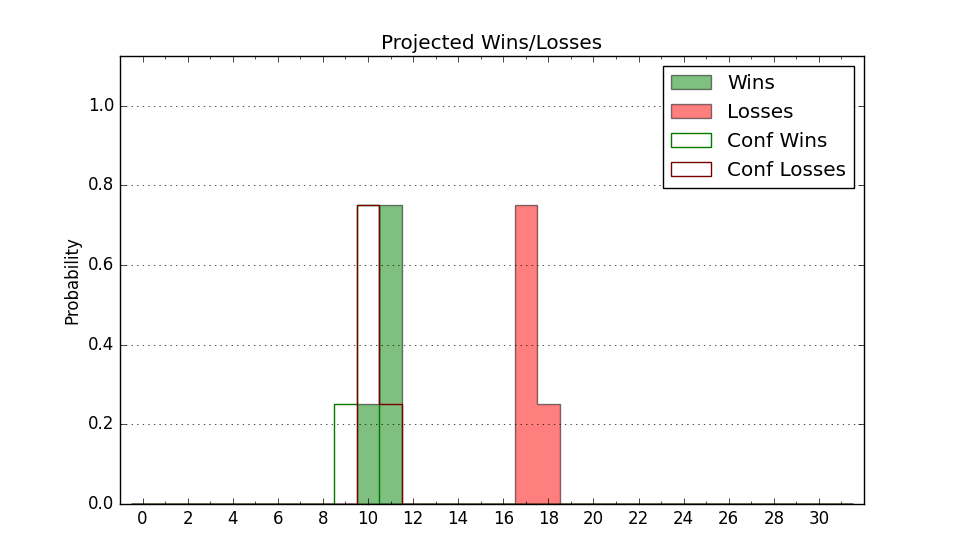 Projected Wins/Losses
Wins
Losses
Conf Wins
Conf Losses
Probability
1.0
0.8
0.6
0.4
0.2
0.0
0 2 4 6 8 10 12 14 16 18 20 22 24 26 28 30